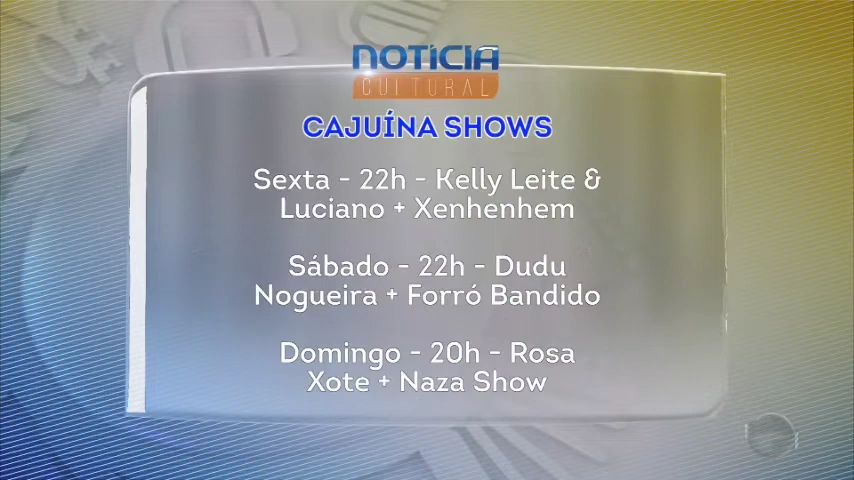 NOTÍCIA
CULTURAL
CAJUÍNA SHOWS
Sexta - 22h - Kelly Leite &
Luciano + Xenhenhem
Sábado - 22h - Dudu
Nogueira + Forró Bandido
Domingo - 20h - Rosa
Xote + Naza Show